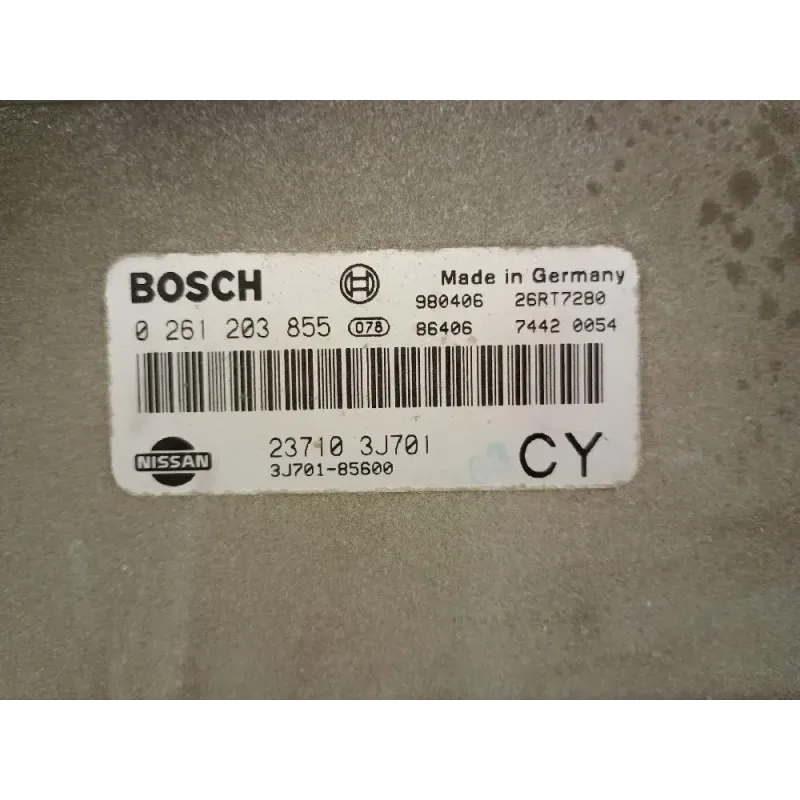 BOSCH Made in Germany
980406 26RT7280
0 261 203 855 078 86406 7442 0054
NISSAN 23710 3J701 CY
3J701-85600